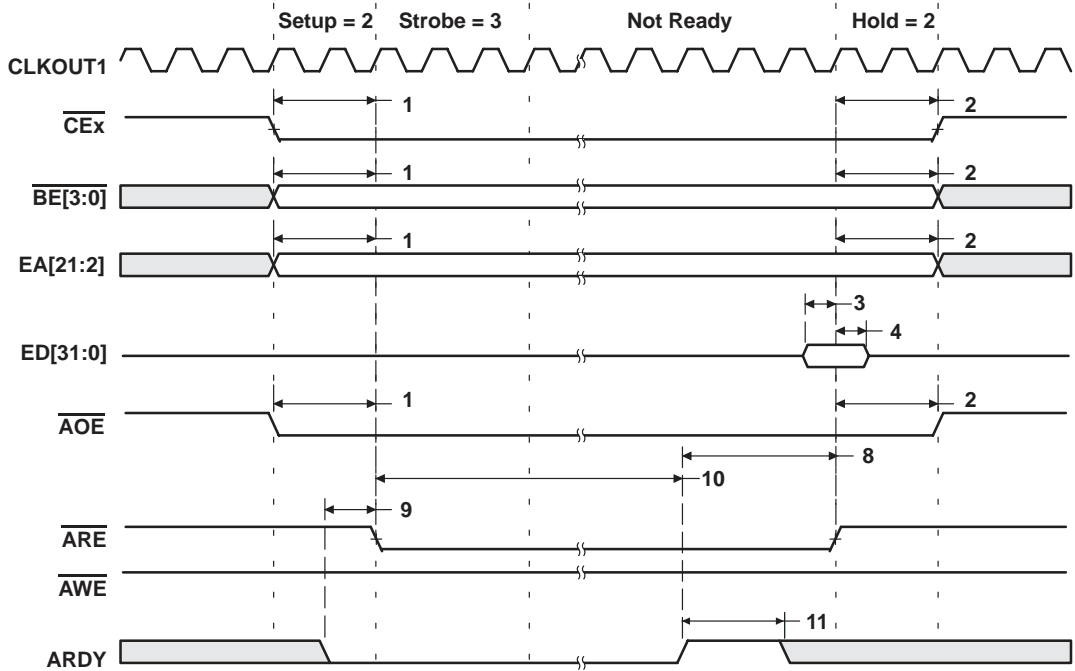 Setup = 2 Strobe = 3 Not Ready Hold = 2
CLKOUT1
1 2
CEx
1 2
BE[3:0]
1 2
EA[21:2]
3
4
ED[31:0]
1 2
AOE
8
10
9
ARE
AWE
11
ARDY